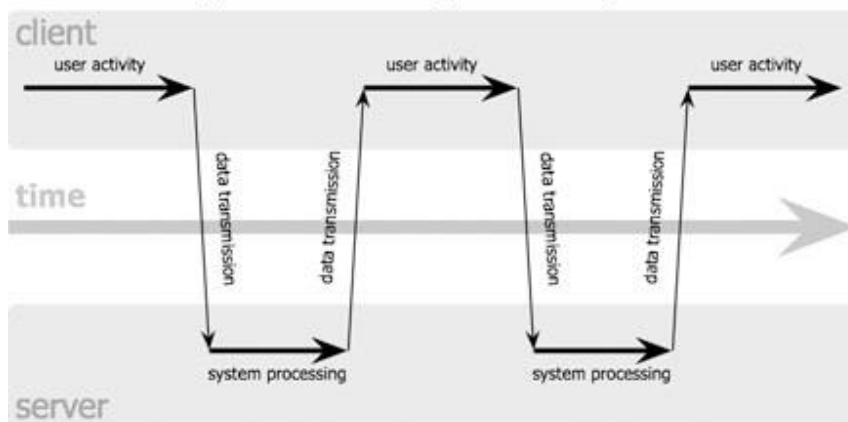 client
user activity
user activity
user activity
data transmission
data transmission
data transmission
data transmission
time
system processing
system processing
server